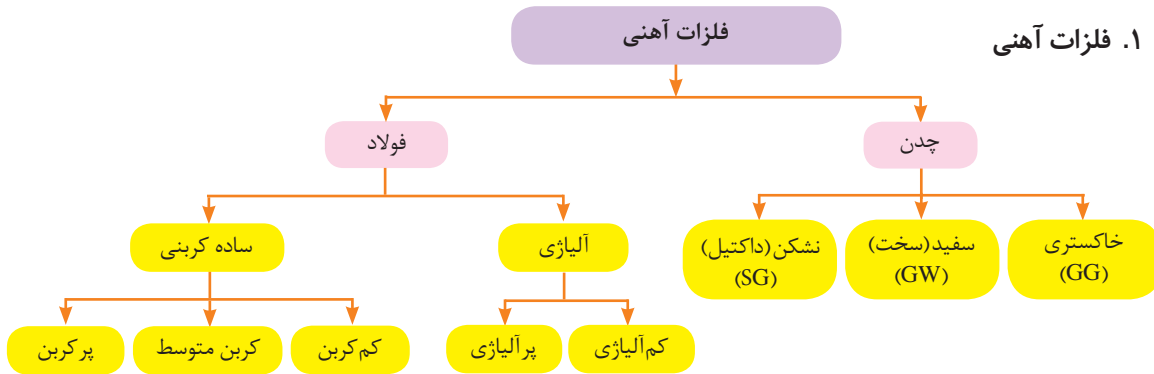 ۱. فلزات آهنی
فلزات آهنی
چدن
فولاد
خاکستری
(GG)
سفید(سخت)
(GW)
نشکن(داکتیل)
(SG)
آلیاژی
ساده کربنی
کم‌آلیاژی
پرآلیاژی
کم‌کربن
کربن متوسط
پرکربن